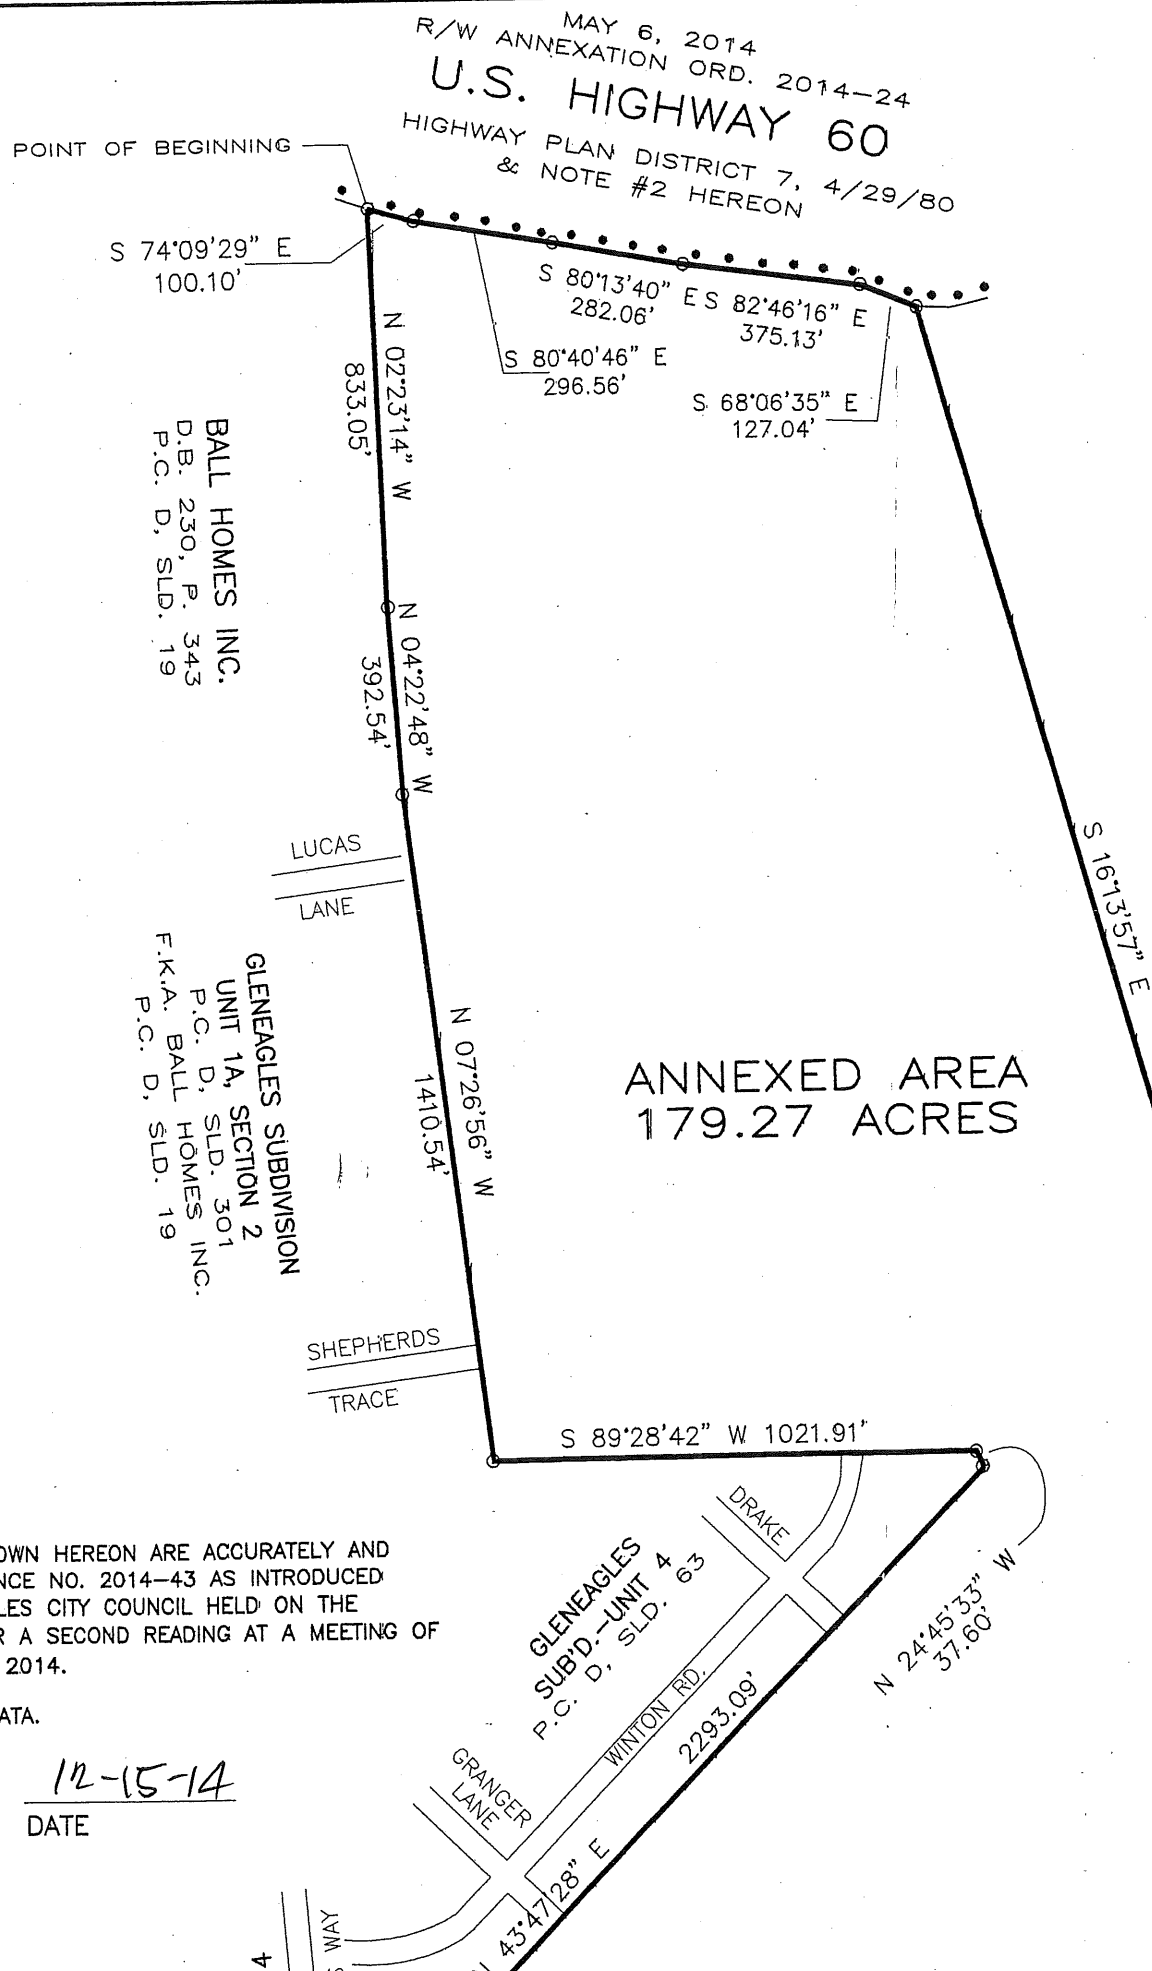 MAY 6, 2014
R/W ANNEXATION ORD. 2014-24
U.S. HIGHWAY 60
HIGHWAY PLAN DISTRICT 7, 4/29/80
& NOTE #2 HEREON
POINT OF BEGINNING
S 74°09'29" E
100.10'
S 80°13'40" E
282.06'
S 82°46'16" E
375.13'
S 80°40'46" E
296.56'
S 68°06'35" E
127.04'
N 02°23'14" W
833.05'
BALL HOMES INC.
D.B. 230, P. 343
P.C. D, SLD. 19
N 04°22'48" W
392.54'
LUCAS
LANE
S 16°13'57" E
GLENEAGLES SUBDIVISION
UNIT 1A, SECTION 2
P.C. D, SLD. 301
F.K.A. BALL HOMES INC.
P.C. D, SLD. 19
N 07°26'56" W
1410.54'
ANNEXED AREA
179.27 ACRES
SHEPHERDS
TRACE
S 89°28'42" W 1021.91'
DRAKE
GLENEAGLES
SUB'D.-UNIT 4
P.C. D, SLD. 63
N 24°45'33" W
37.60'
OWN HEREON ARE ACCURATELY AND
NCE NO. 2014-43 AS INTRODUCED
LES CITY COUNCIL HELD ON THE
R A SECOND READING AT A MEETING OF
2014.
ATA.
12-15-14
DATE
WINTON RD.
2293.09'
GRANGER
LANE
43°47'28" E
WAY
4